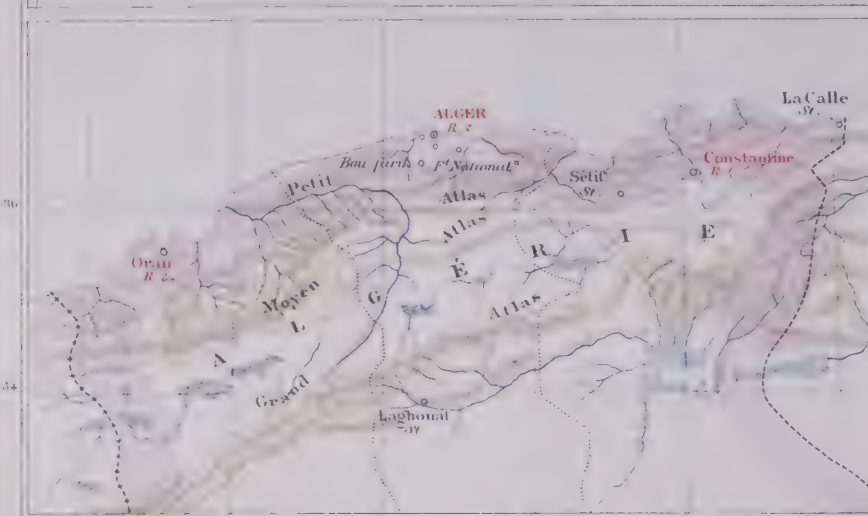 La Calle
St
ALGER
R c
Constantine
R
Bou farik
Ft National
Sétif
St.
Petit
Atlas
36
Atlas
ALGÉRIE
Oran
R c.
Moyen
Atlas
34
Grand
Laghouat
St